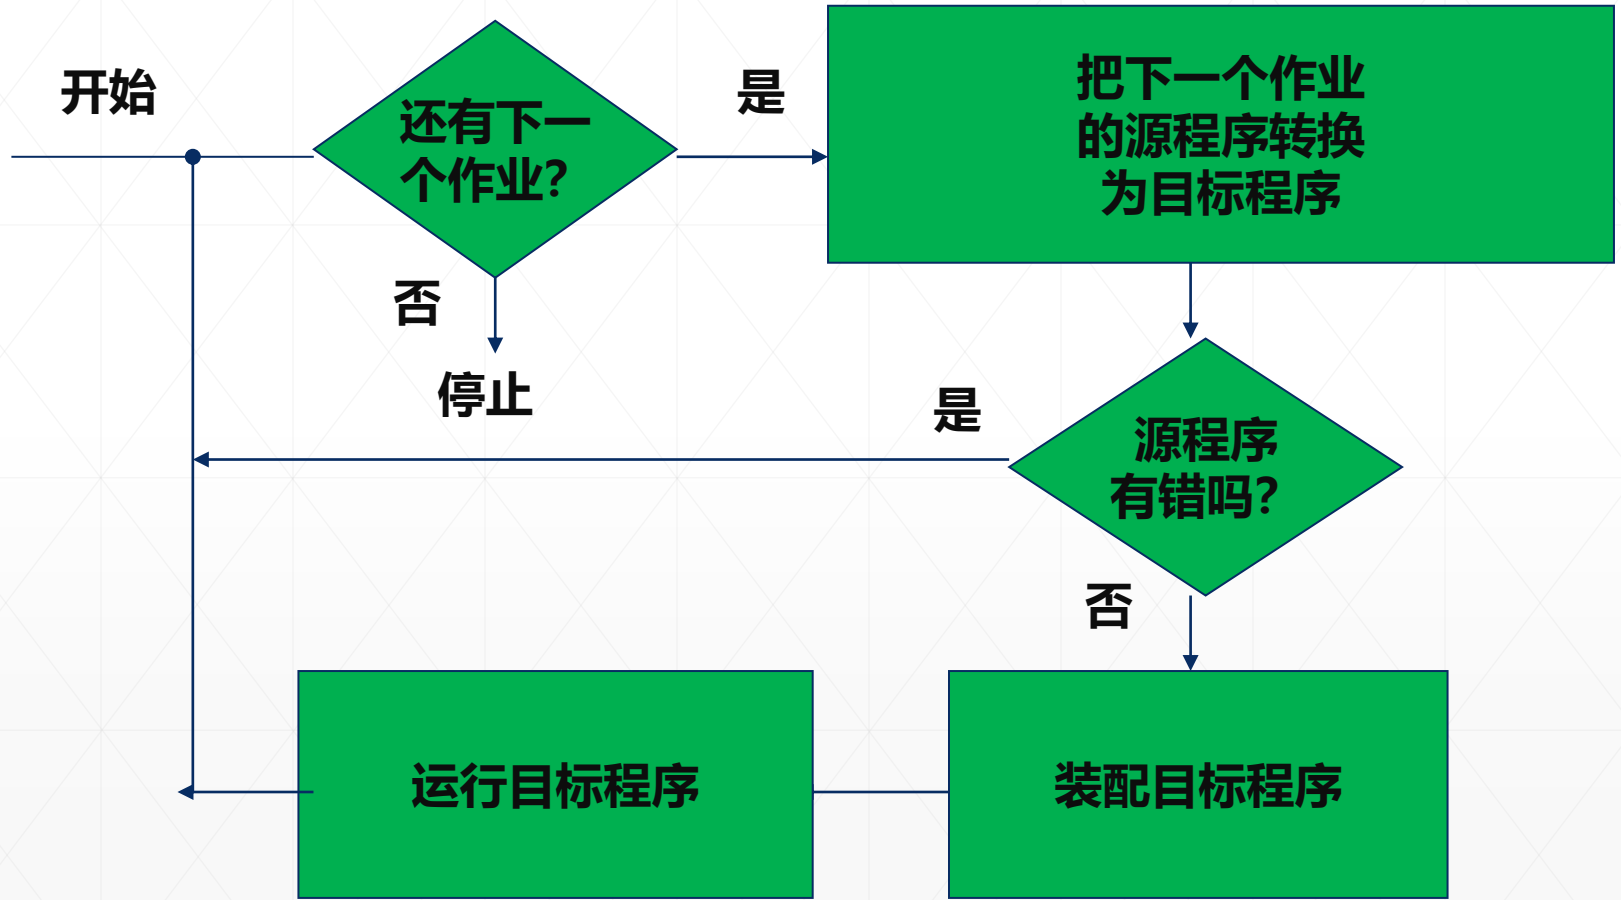 开始
还有下一
个作业？
是
把下一个作业
的源程序转换
为目标程序
否
停止
是
源程序
有错吗？
否
运行目标程序
装配目标程序